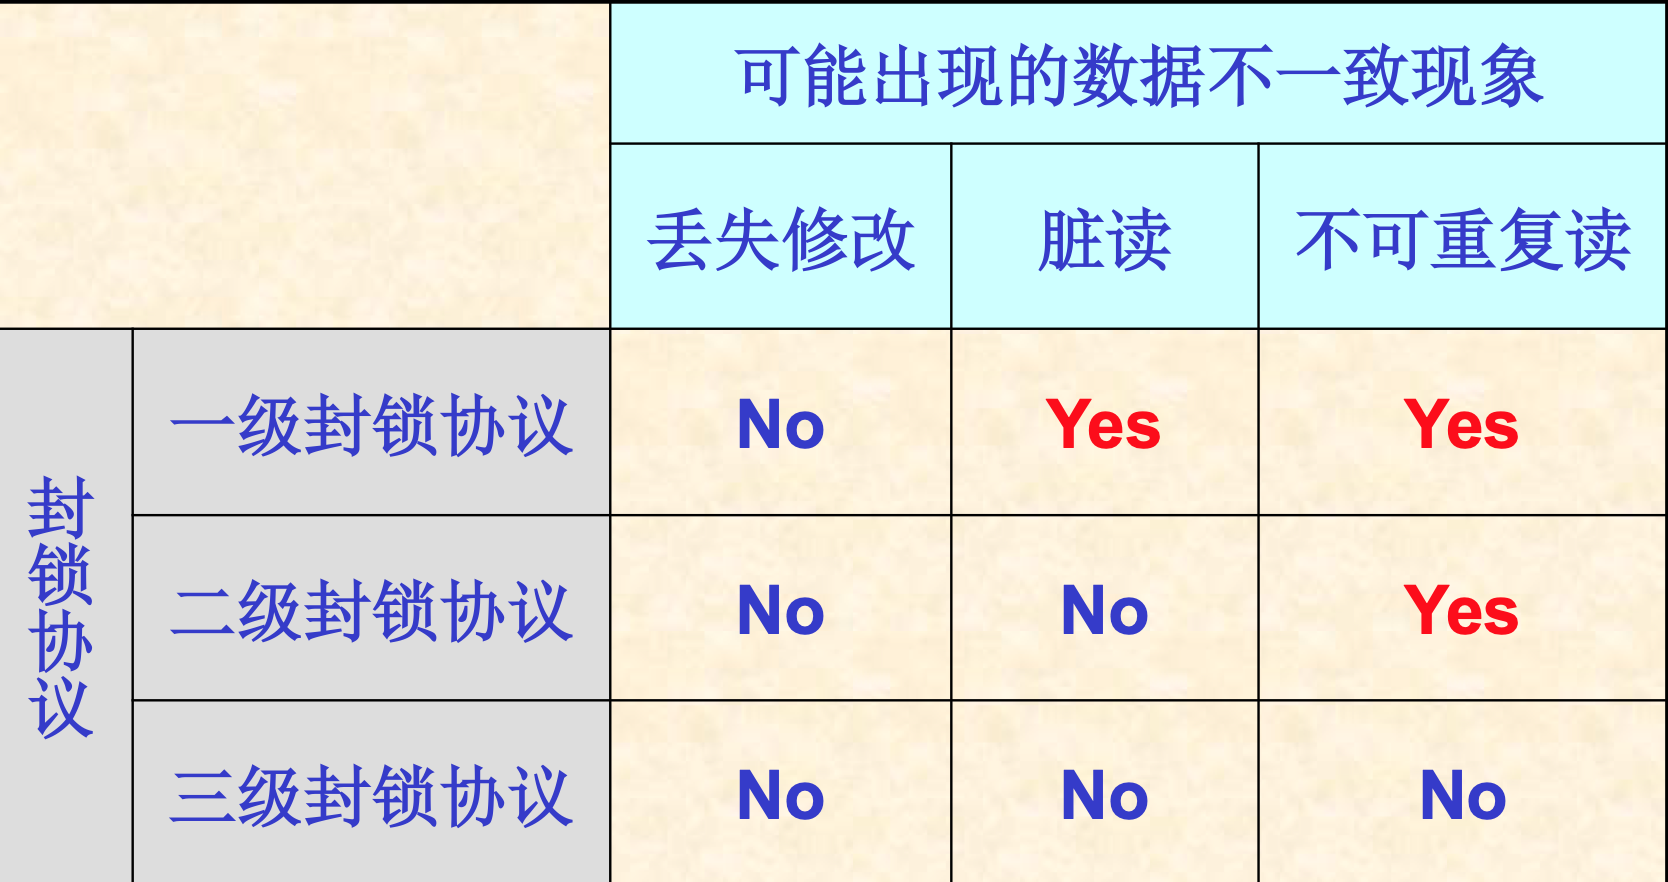 可能出现的数据不一致现象
丢失修改 脏读 不可重复读
封锁协议
一级封锁协议 No Yes Yes
二级封锁协议 No No Yes
三级封锁协议 No No No